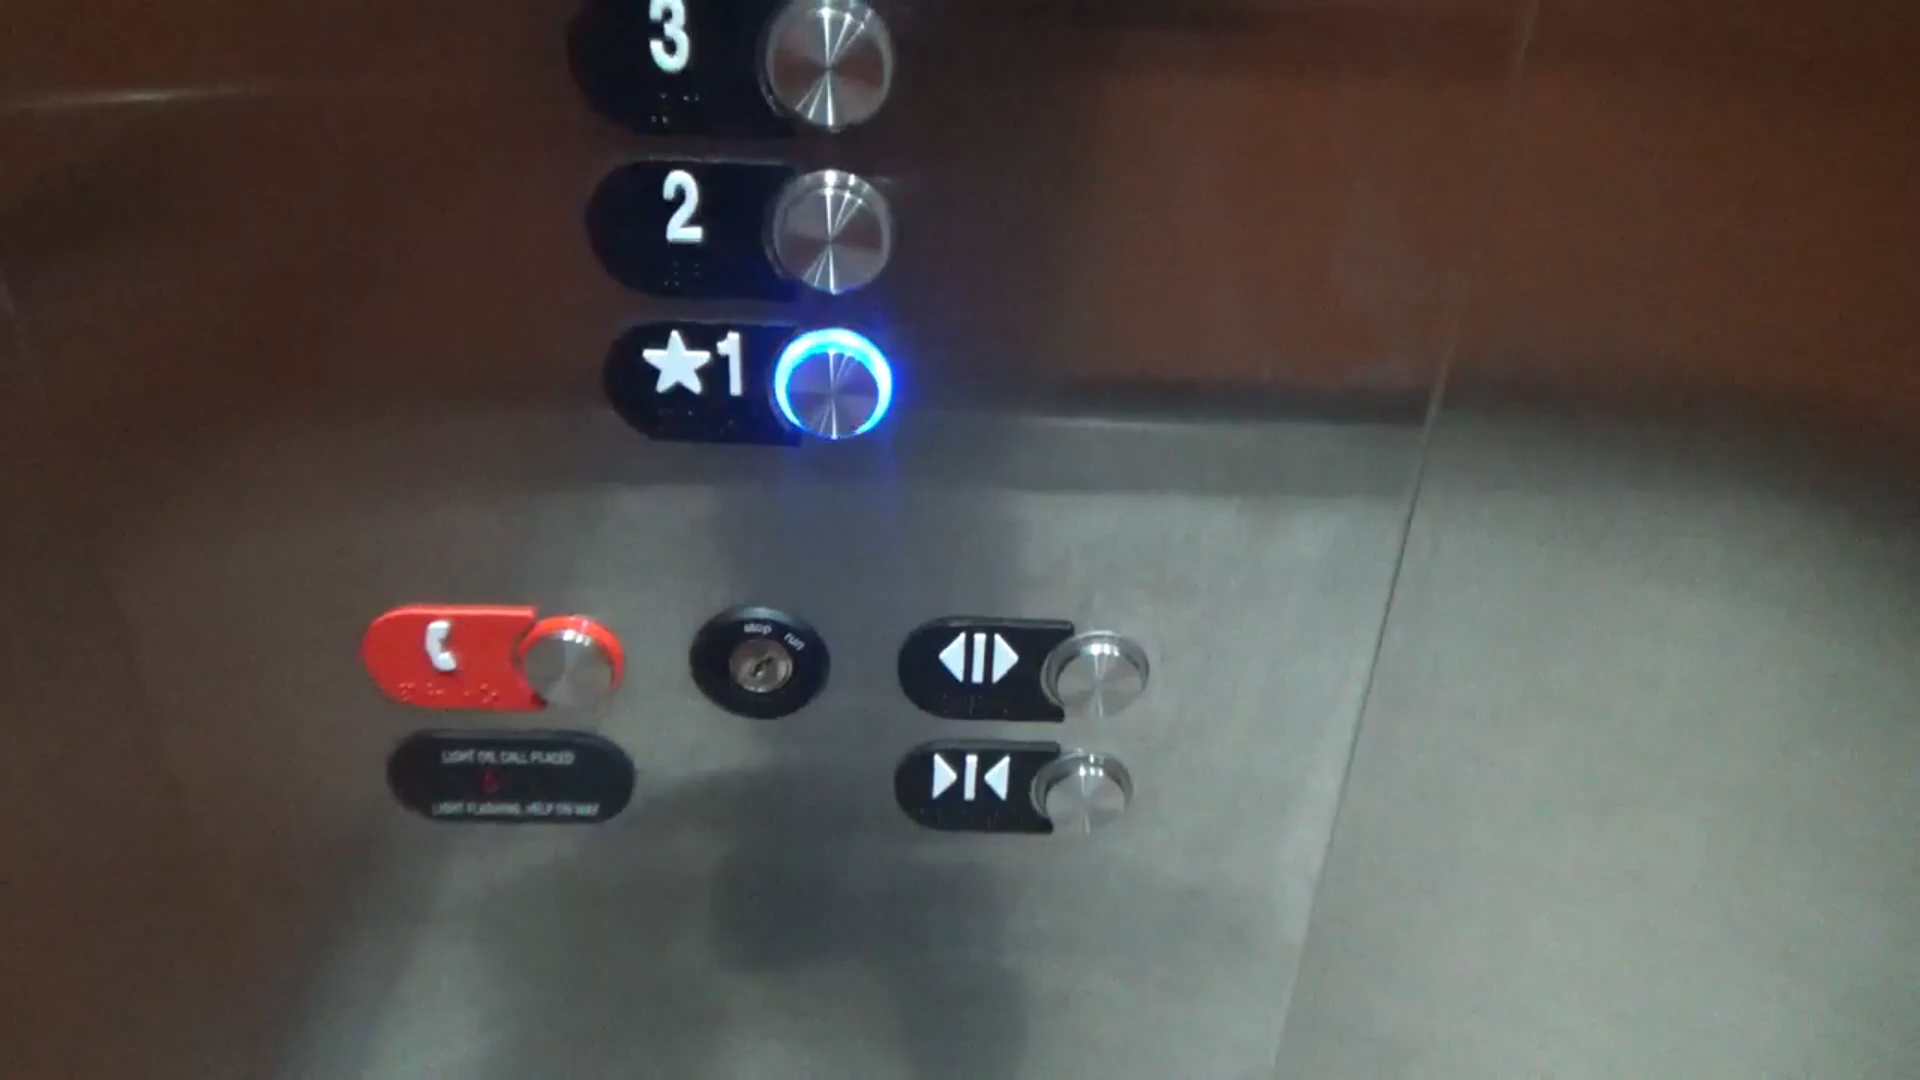 3
2
★1
stop run
LIGHT ON, CALL PLACED
LIGHT FLASHING, HELP ON WAY